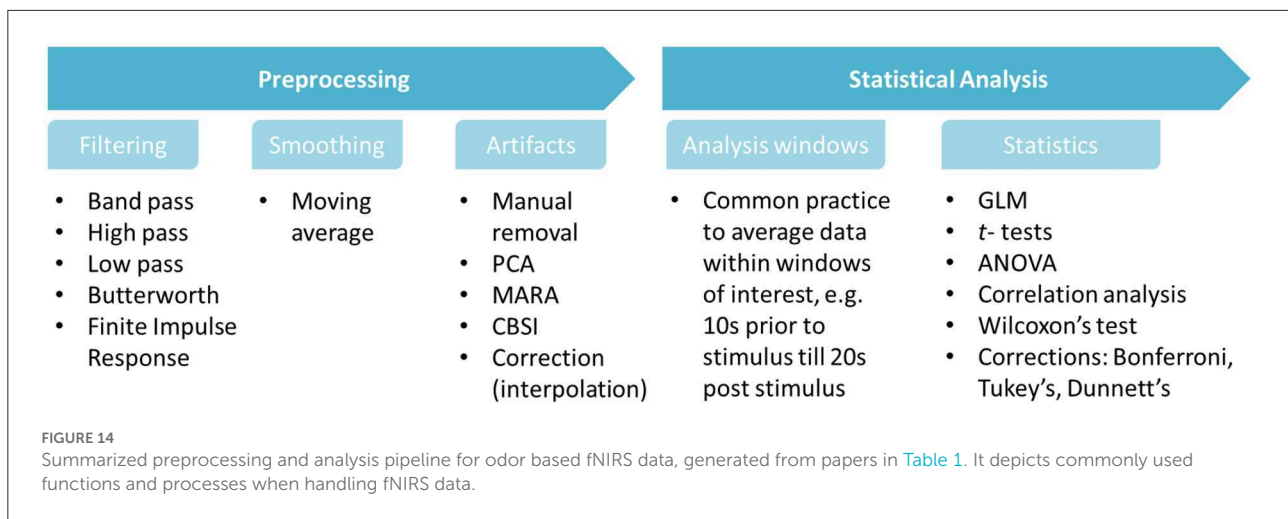 Preprocessing
Statistical Analysis
Filtering
• Band pass
• High pass
• Low pass
• Butterworth
• Finite Impulse
Response
Smoothing
• Moving
average
Artifacts
• Manual
removal
• PCA
• MARA
• CBSI
• Correction
(interpolation)
Analysis windows
• Common practice
to average data
within windows
of interest, e.g.
10s prior to
stimulus till 20s
post stimulus
Statistics
• GLM
• t- tests
• ANOVA
• Correlation analysis
• Wilcoxon's test
• Corrections: Bonferroni,
Tukey's, Dunnett's
FIGURE 14
Summarized preprocessing and analysis pipeline for odor based fNIRS data, generated from papers in Table 1. It depicts commonly used
functions and processes when handling fNIRS data.